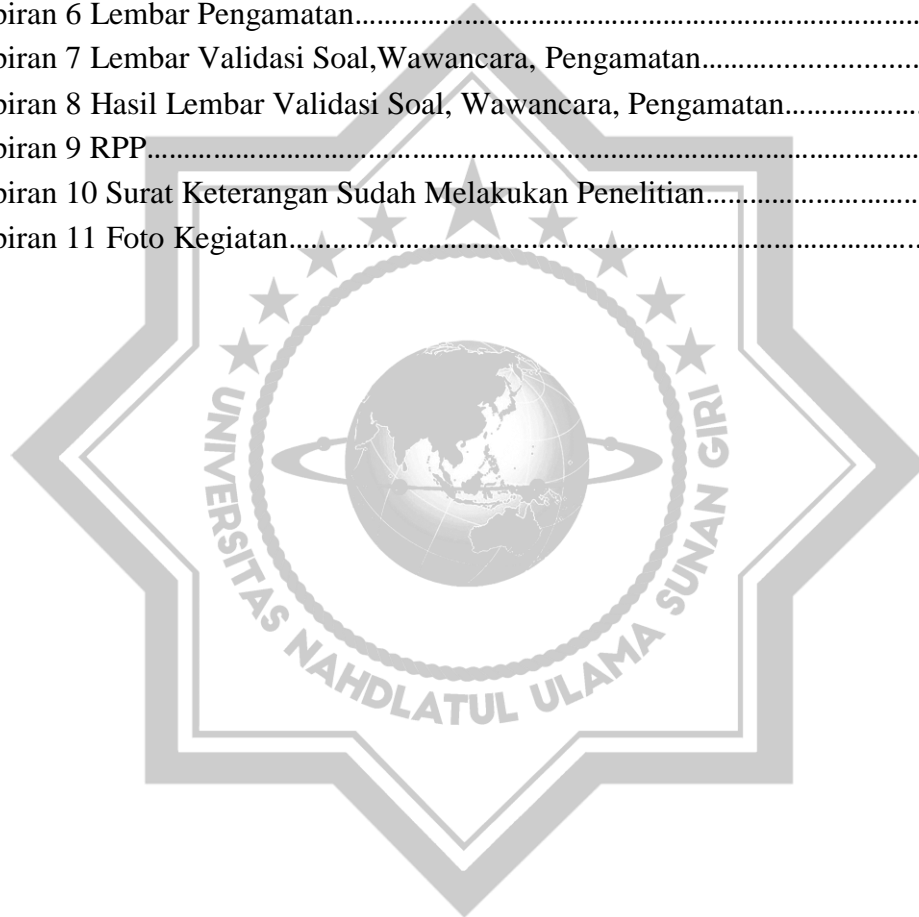 piran 6 Lembar Pengamatan
piran 7 Lembar Validasi Soal,Wawancara, Pengamatan
piran 8 Hasil Lembar Validasi Soal, Wawancara, Pengamatan
piran 9 RPP
piran 10 Surat Keterangan Sudah Melakukan Penelitian
piran 11 Foto Kegiatan
UNIVERSITAS NAHDLATUL ULAMA SUNAN GIRI